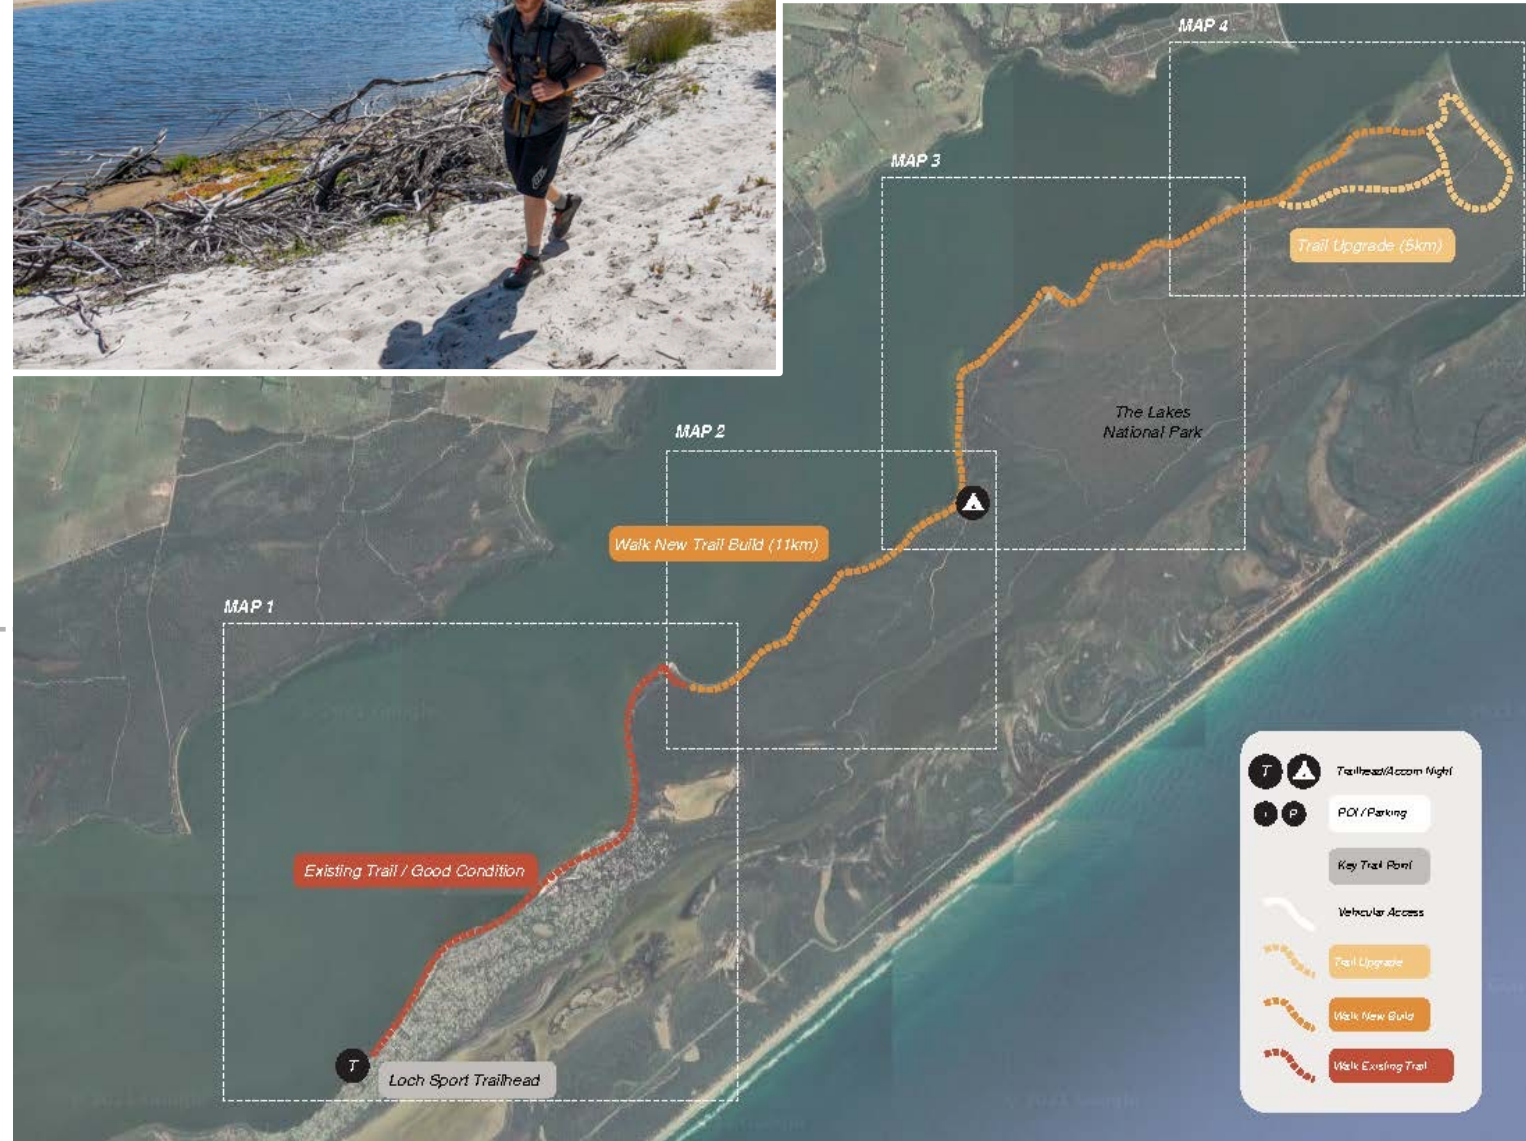 MAP 4
MAP 3
Trail Upgrade (5km)
The Lakes
National Park
MAP 2
Walk New Trail Build (11km)
MAP 1
Existing Trail / Good Condition
T
Loch Sport Trailhead
T
Trailhead/Accom Night
P
POI / Parking
Key Trail Point
Vehicular Access
Trail Upgrade
Walk New Build
Walk Existing Trail